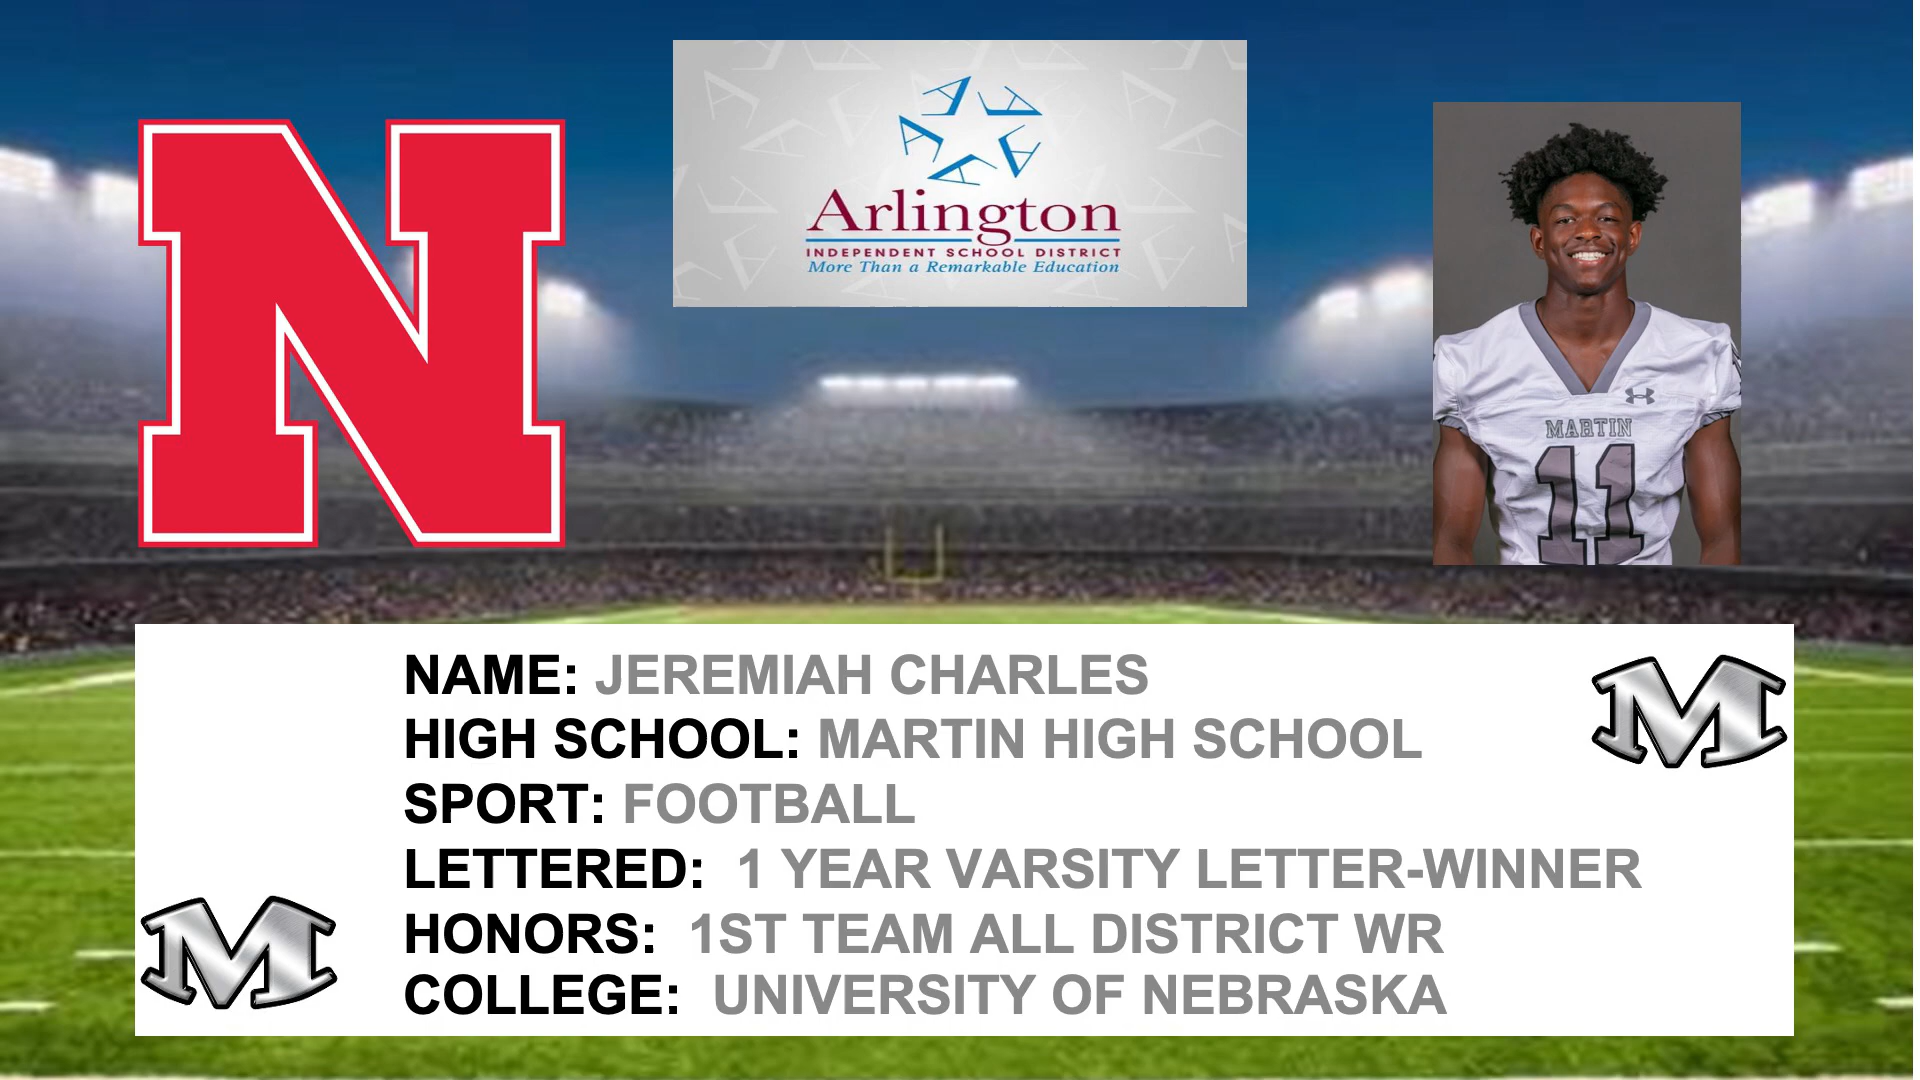 N
Arlington
INDEPENDENT SCHOOL DISTRICT
More Than a Remarkable Education
MARTIN
11
NAME: JEREMIAH CHARLES
HIGH SCHOOL: MARTIN HIGH SCHOOL
SPORT: FOOTBALL
LETTERED: 1 YEAR VARSITY LETTER-WINNER
HONORS: 1ST TEAM ALL DISTRICT WR
COLLEGE: UNIVERSITY OF NEBRASKA
M
M